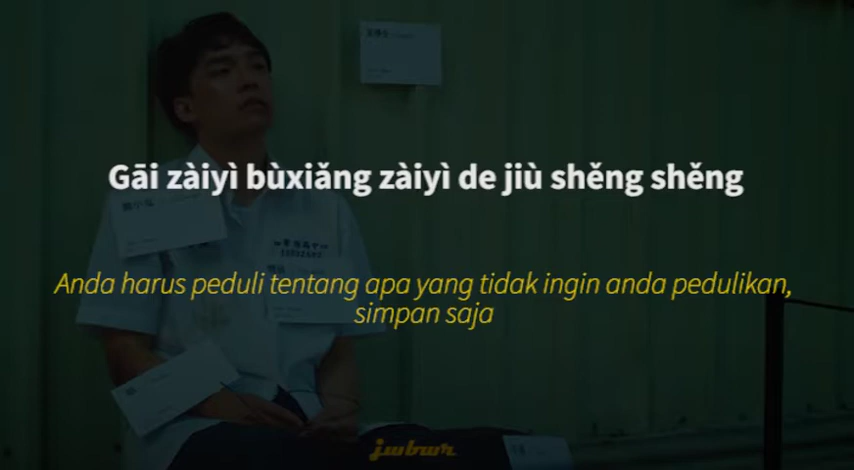 Gāi zàiyì bùxiǎng zàiyì de jiù shěng shěng
Anda harus peduli tentang apa yang tidak ingin anda pedulikan,
simpan saja
jwbwr